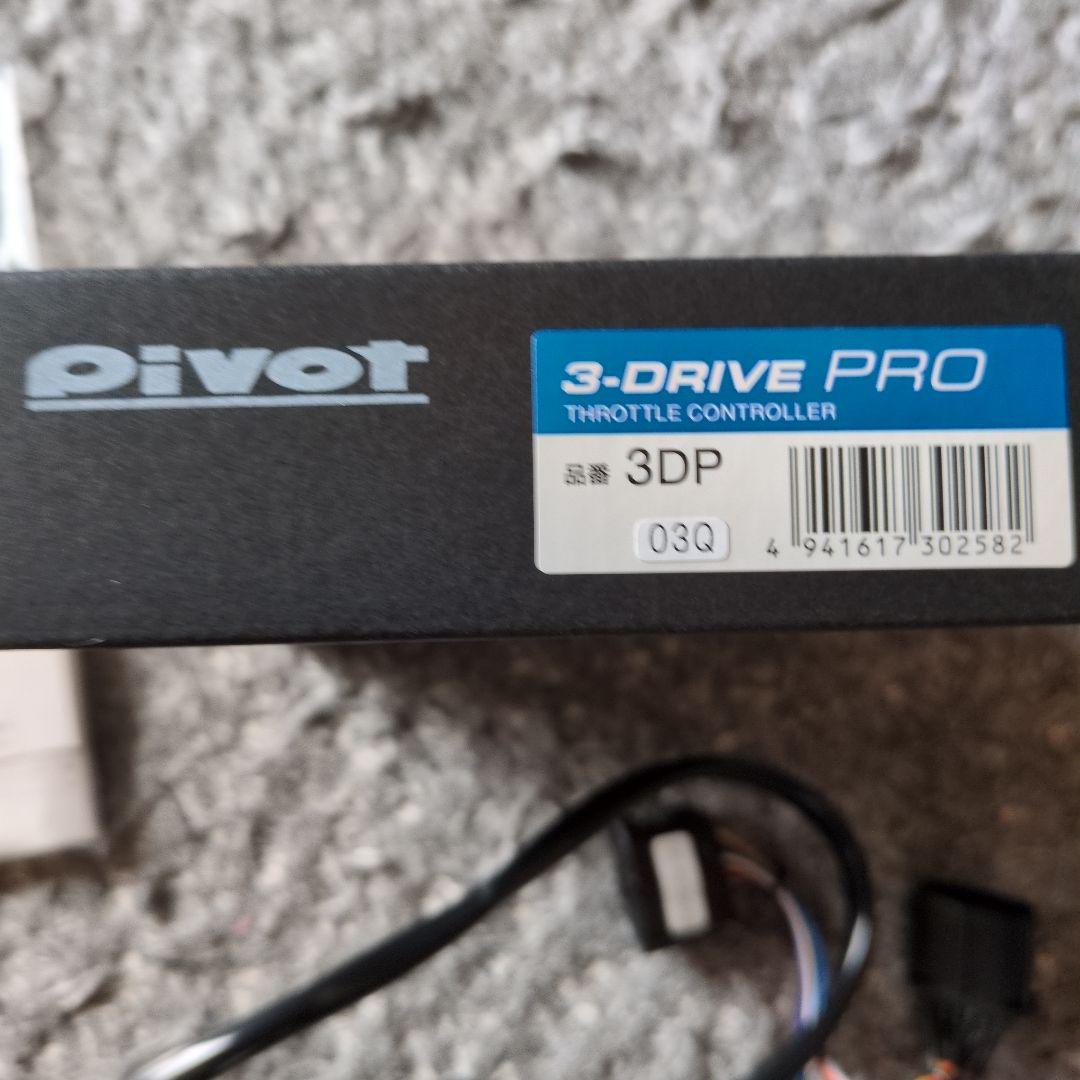 pivot
3-DRIVE PRO
THROTTLE CONTROLLER
品番 3DP
03Q
4 941617 302582